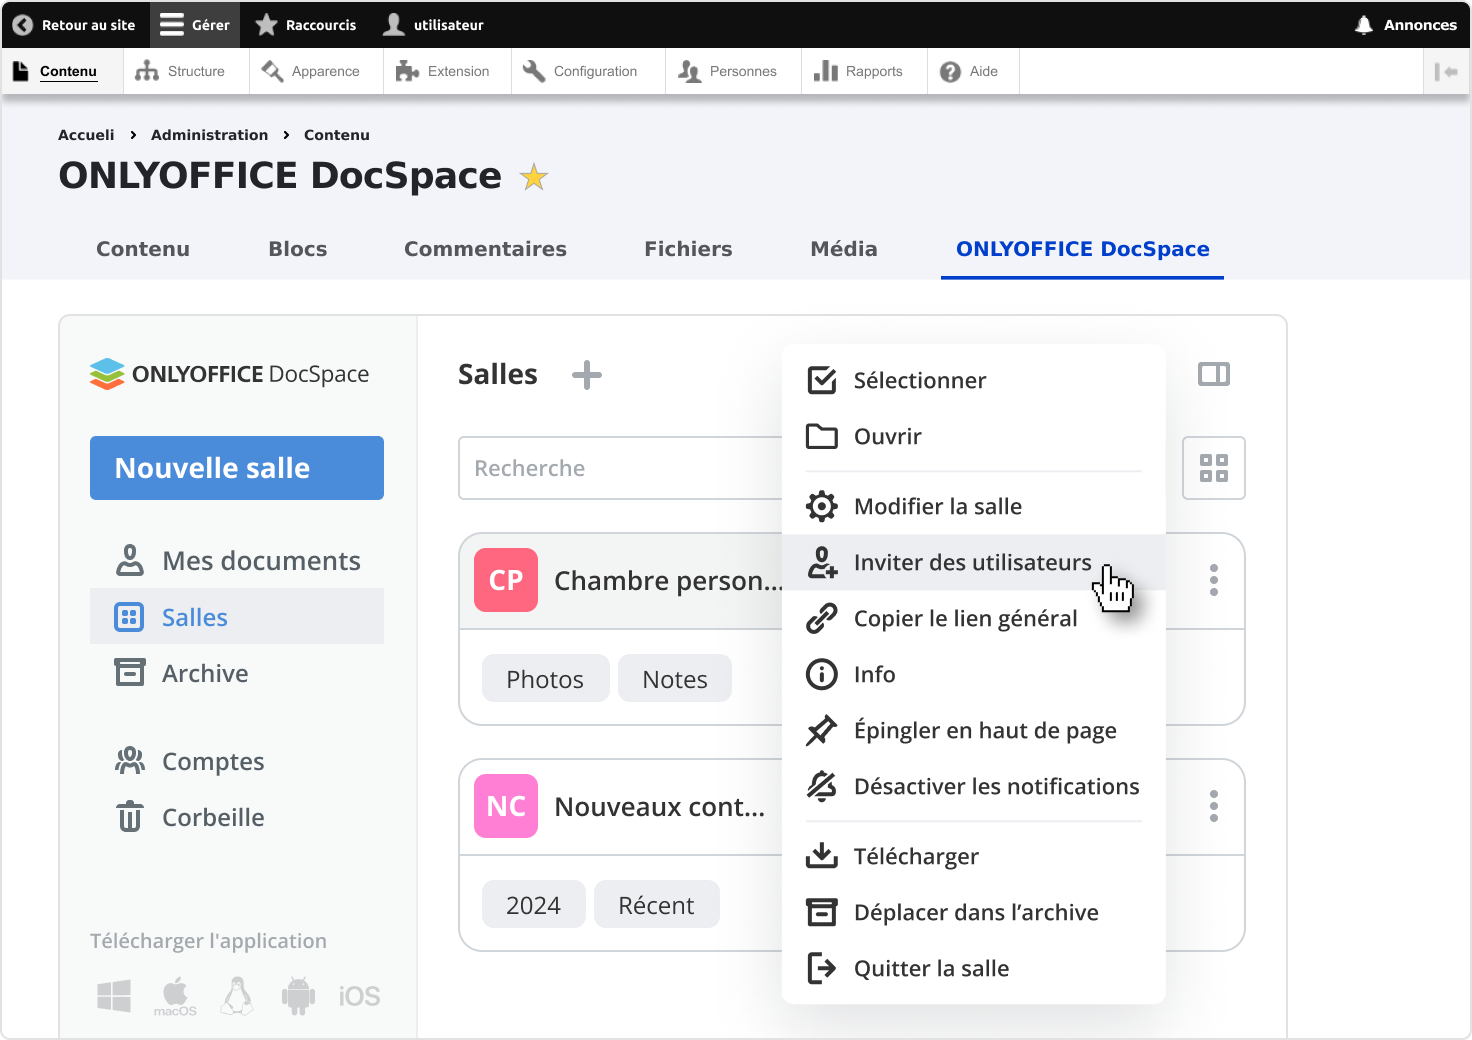 Retour au site Gérer Raccourcis utilisateur Annonces
Contenu Structure Apparence Extension Configuration Personnes Rapports Aide
Accueli > Administration > Contenu
ONLYOFFICE DocSpace
Contenu Blocs Commentaires Fichiers Média ONLYOFFICE DocSpace
ONLYOFFICE DocSpace
Nouvelle salle
Mes documents
Salles
Archive
Comptes
Corbeille
Télécharger l'application
macOS
iOS
Salles
Recherche
CP Chambre person...
Photos Notes
NC Nouveaux cont...
2024 Récent
Sélectionner
Ouvrir
Modifier la salle
Inviter des utilisateurs
Copier le lien général
Info
Épingler en haut de page
Désactiver les notifications
Télécharger
Déplacer dans l’archive
Quitter la salle